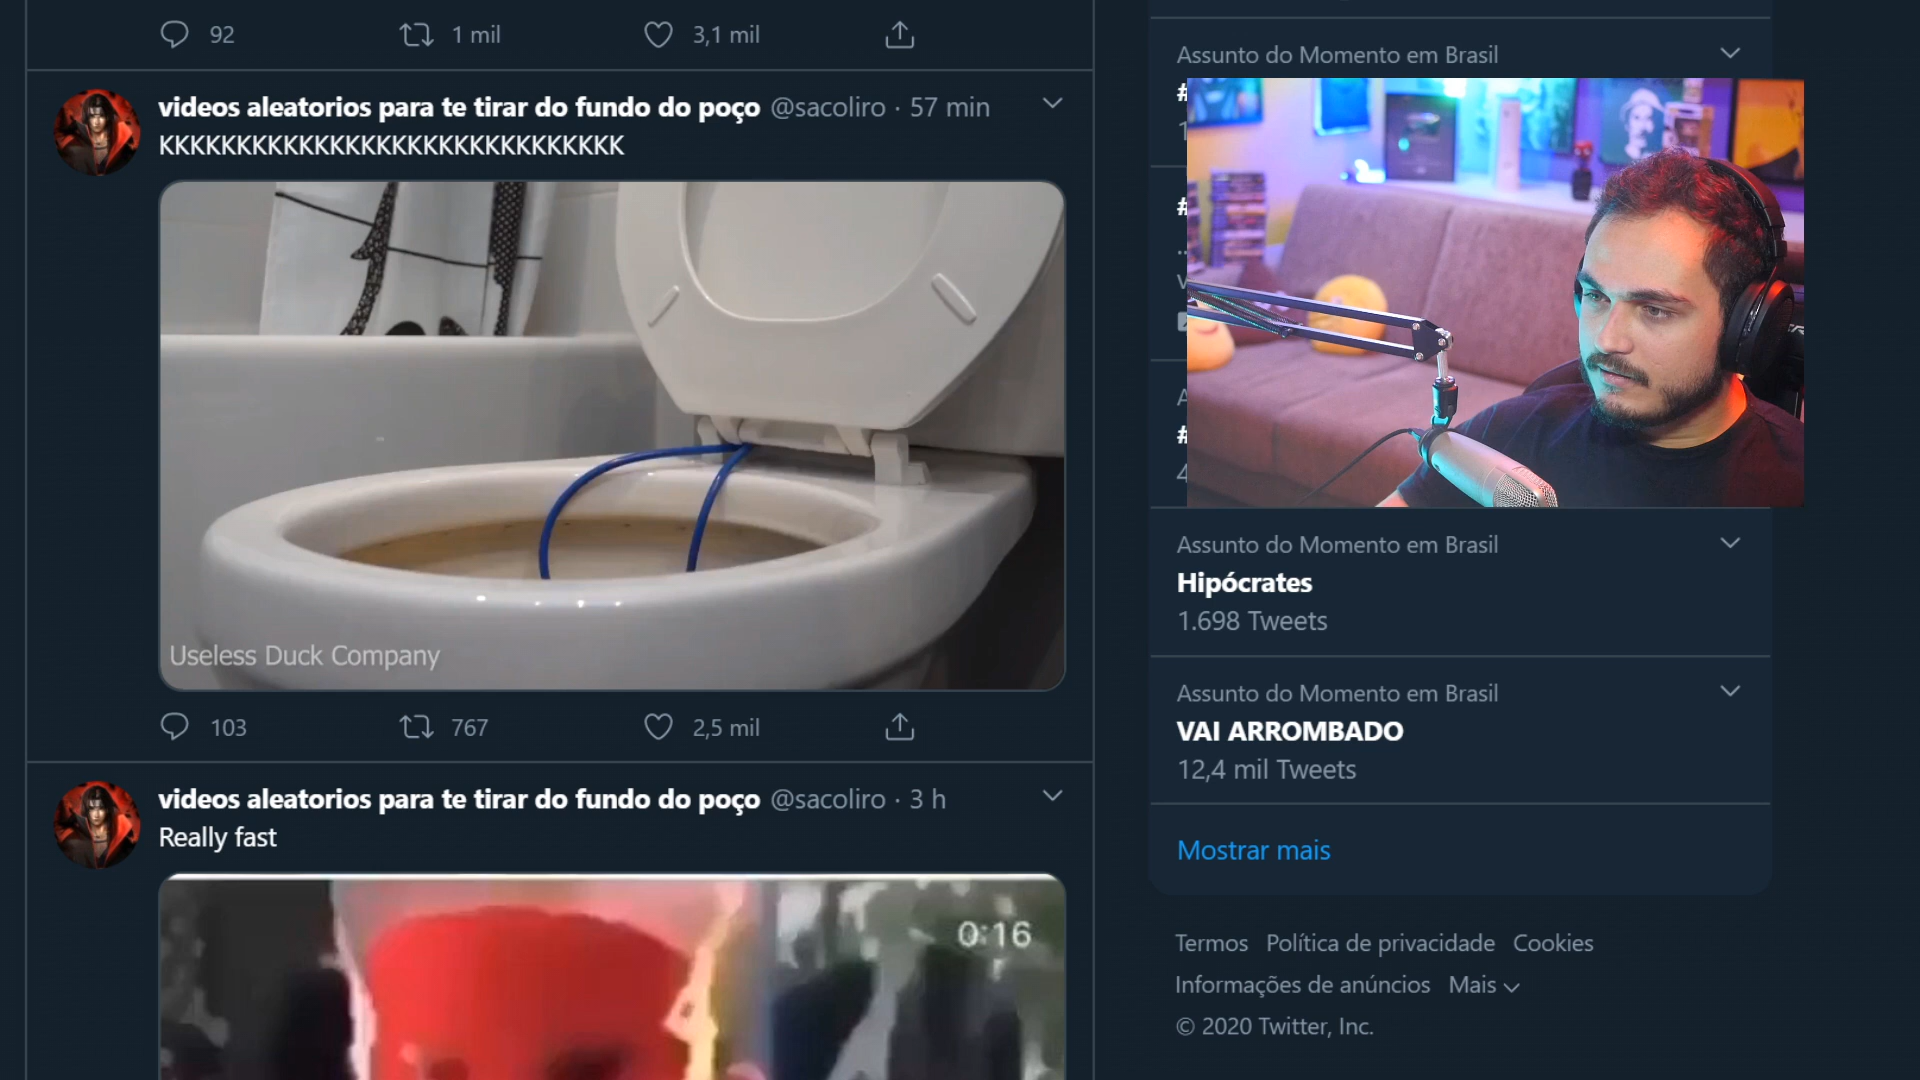 92 1 mil 3,1 mil
videos aleatorios para te tirar do fundo do poço @sacoliro · 57 min
KKKKKKKKKKKKKKKKKKKKKKKKKKKKKK
Useless Duck Company
103 767 2,5 mil
videos aleatorios para te tirar do fundo do poço @sacoliro · 3 h
Really fast
0:16
Assunto do Momento em Brasil
#
1
#
...
V
A
#
4
Assunto do Momento em Brasil
Hipócrates
1.698 Tweets
Assunto do Momento em Brasil
VAI ARROMBADO
12,4 mil Tweets
Mostrar mais
Termos Política de privacidade Cookies
Informações de anúncios Mais
© 2020 Twitter, Inc.